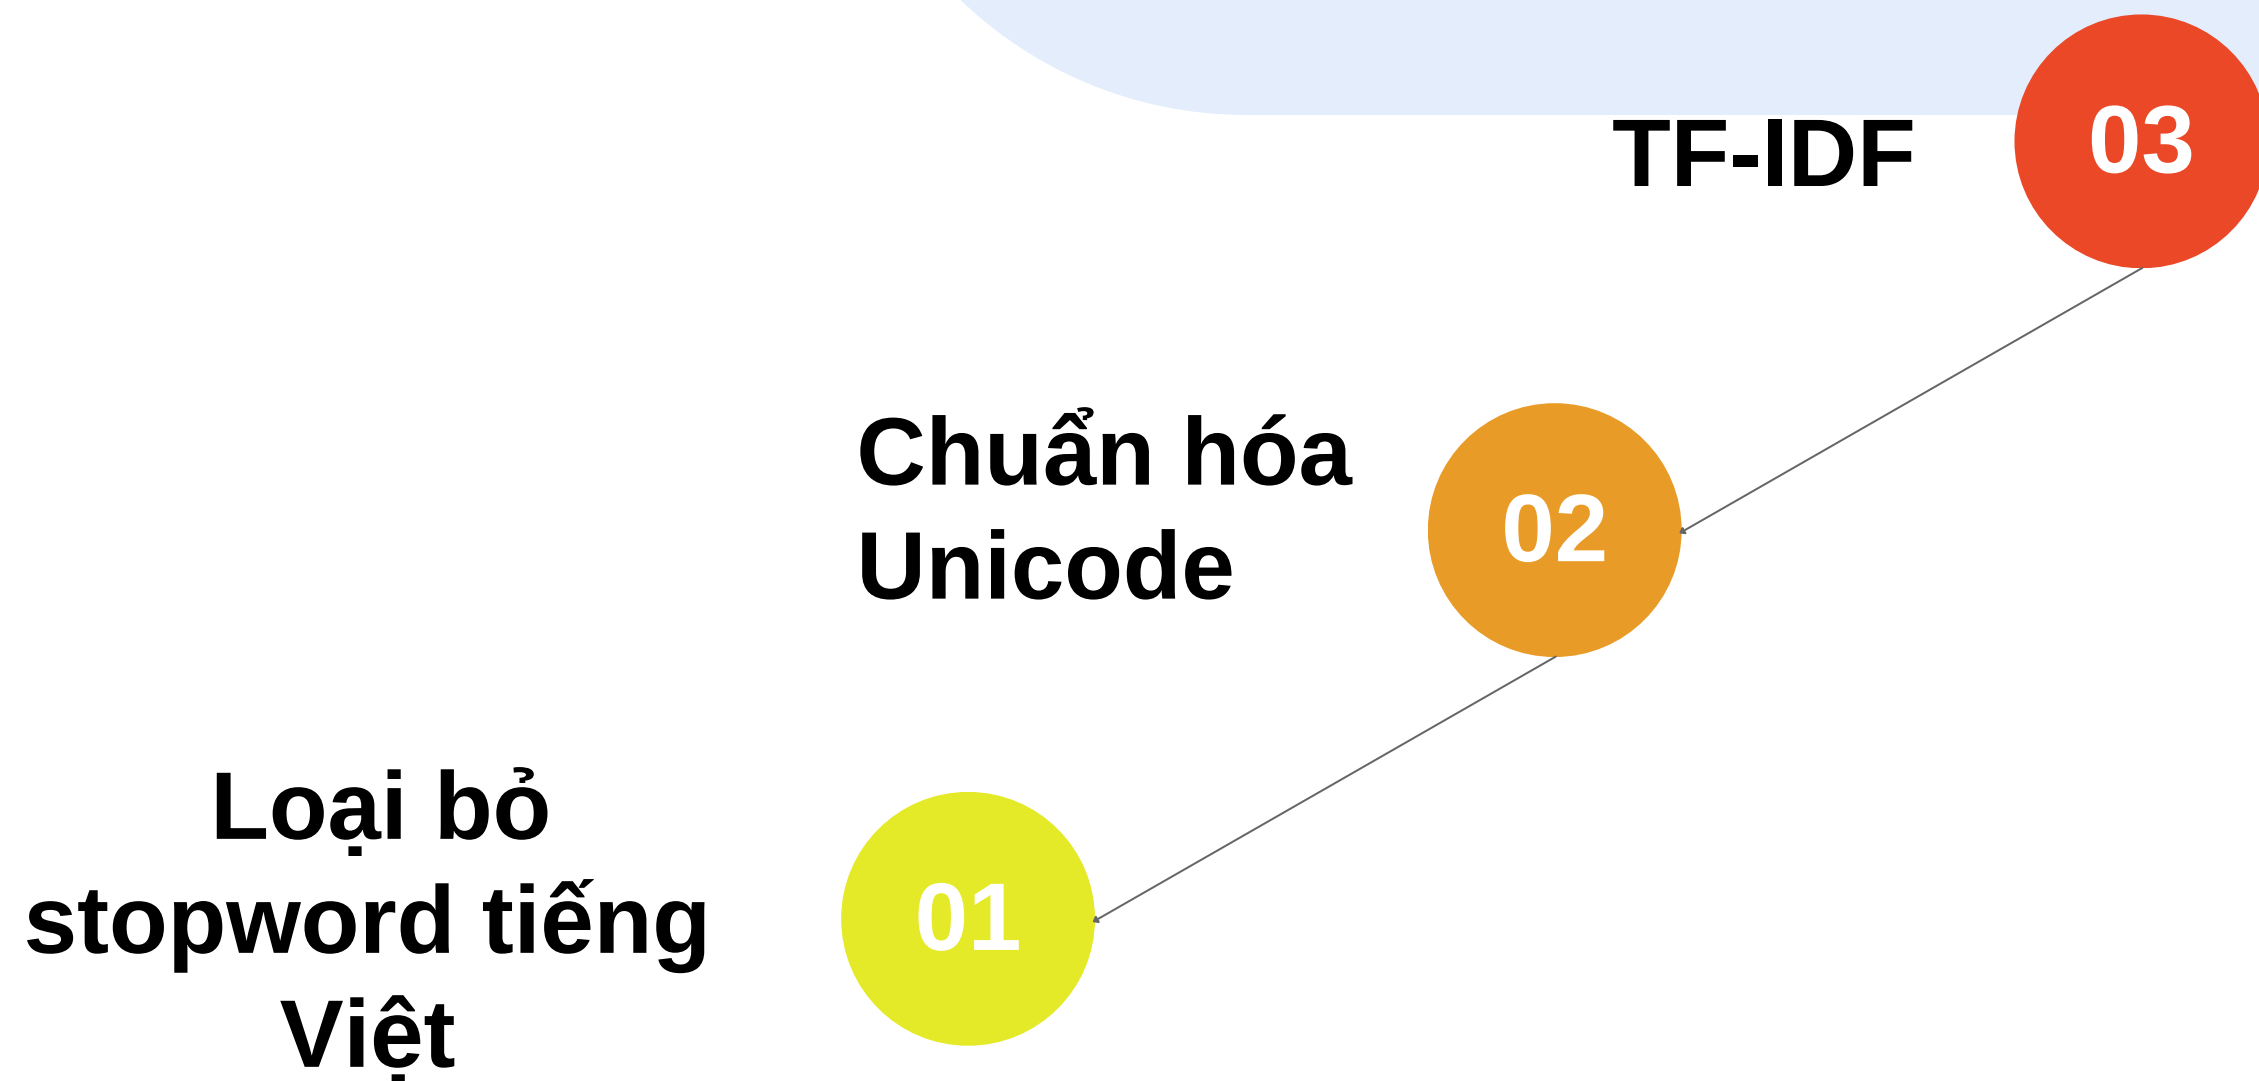 TF-IDF
03
Chuẩn hóa
Unicode
02
Loại bỏ
stopword tiếng
Việt
01